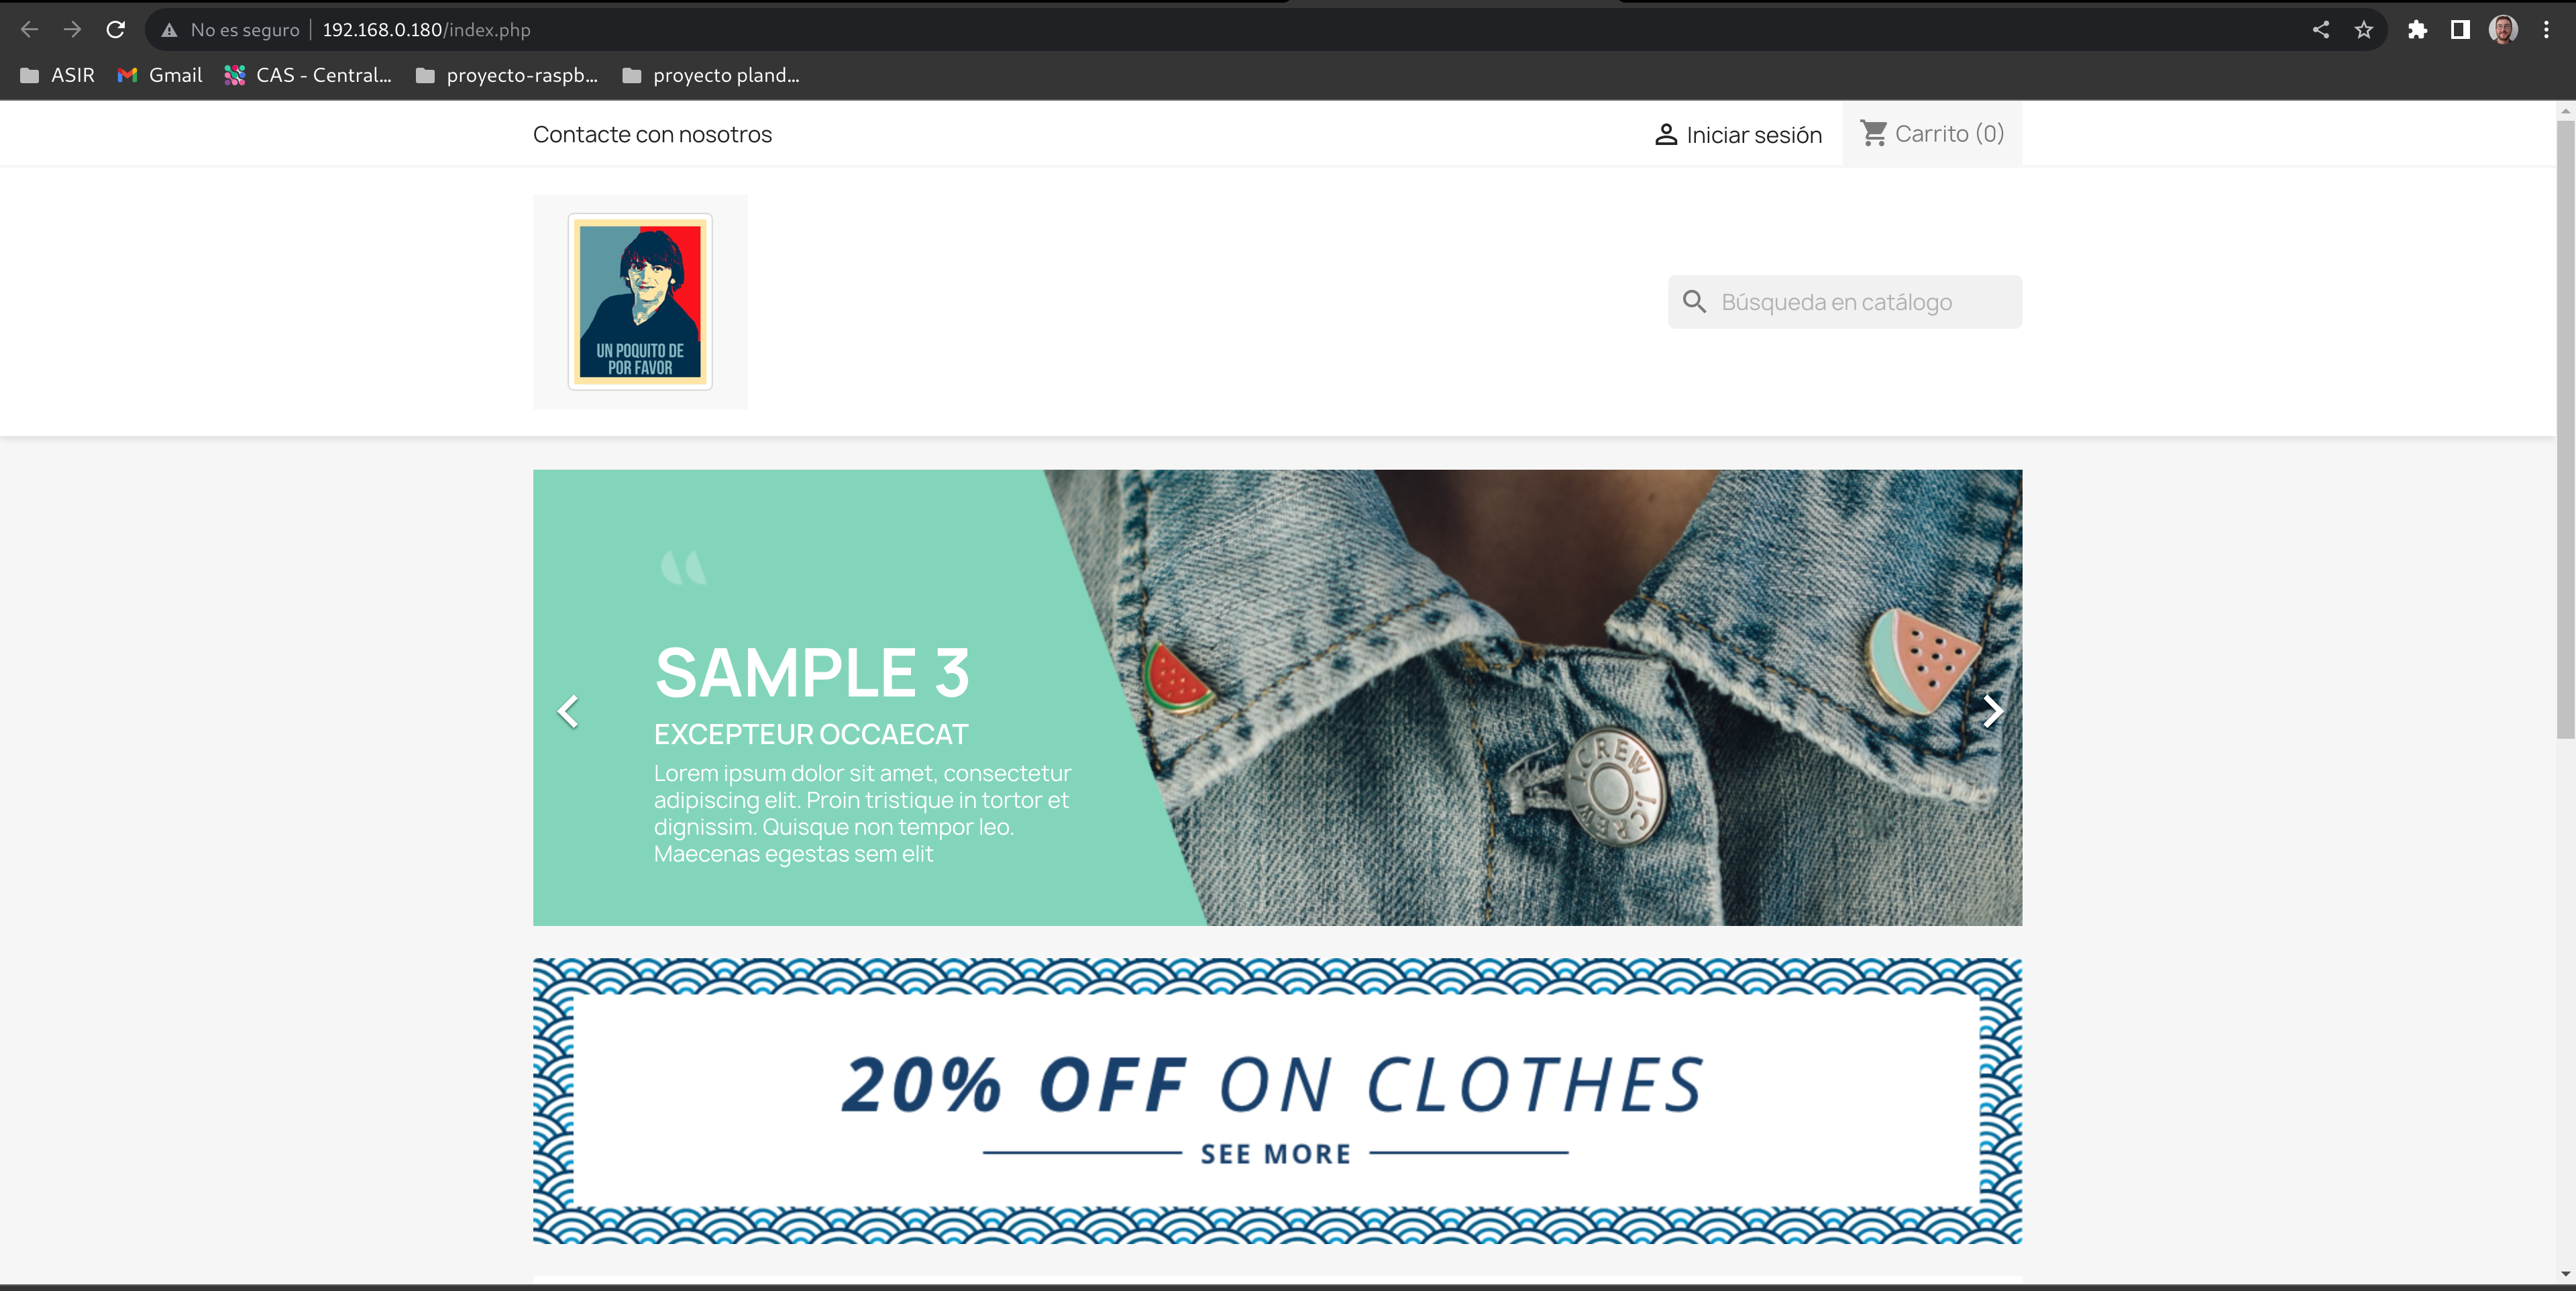 No es seguro | 192.168.0.180/index.php
ASIR Gmail CAS - Central... proyecto-raspb... proyecto pland...
Contacte con nosotros
Iniciar sesión Carrito (0)
UN POQUITO DE
POR FAVOR
Búsqueda en catálogo
“
SAMPLE 3
EXCEPTEUR OCCAECAT
Lorem ipsum dolor sit amet, consectetur
adipiscing elit. Proin tristique in tortor et
dignissim. Quisque non tempor leo.
Maecenas egestas sem elit
J.CREW J.CREW
20% OFF ON CLOTHES
SEE MORE